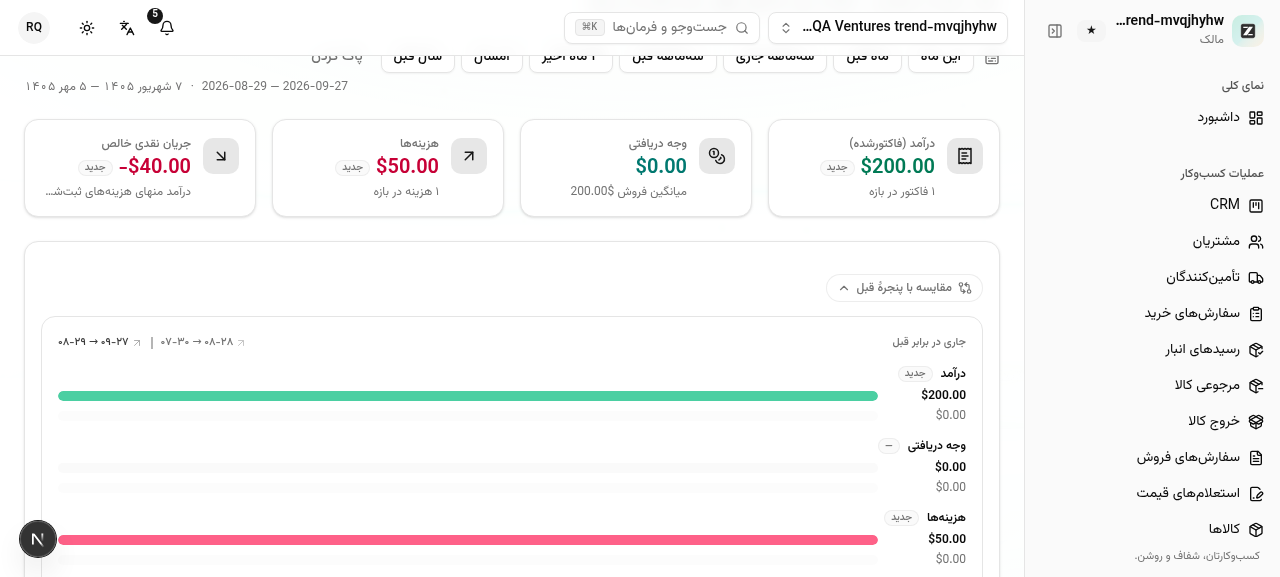 …rend-mvqjhyhw
مالک
نمای کلی
داشبورد
عملیات کسب‌وکار
CRM
مشتریان
تأمین‌کنندگان
سفارش‌های خرید
رسیدهای انبار
مرجوعی کالا
خروج کالا
سفارش‌های فروش
استعلام‌های قیمت
کالاها
کسب‌وکارتان، شفاف و روشن.
QA Ventures trend-mvqjhyhw…
جست‌وجو و فرمان‌ها
⌘K
5
RQ
این ماه
ماه قبل
سه‌ماهه جاری
سه‌ماهه قبل
۱۲ ماه اخیر
امسال
سال قبل
پاک کردن
2026-08-29 — 2026-09-27 · ۷ شهریور ۱۴۰۵ — ۵ مهر ۱۴۰۵
درآمد (فاکتورشده)
$200.00 جدید
۱ فاکتور در بازه
وجه دریافتی
$0.00
میانگین فروش $200.00
هزینه‌ها
$50.00 جدید
۱ هزینه در بازه
جریان نقدی خالص
-$40.00 جدید
درآمد منهای هزینه‌های ثبت‌ش…
مقایسه با پنجرهٔ قبل
جاری در برابر قبل
۰۷-۳۰ → ۰۸-۲۸ | ۰۸-۲۹ → ۰۹-۲۷
درآمد جدید
$200.00
$0.00
وجه دریافتی —
$0.00
$0.00
هزینه‌ها جدید
$50.00
$0.00